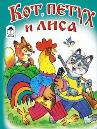 Кот, петух
и лиса